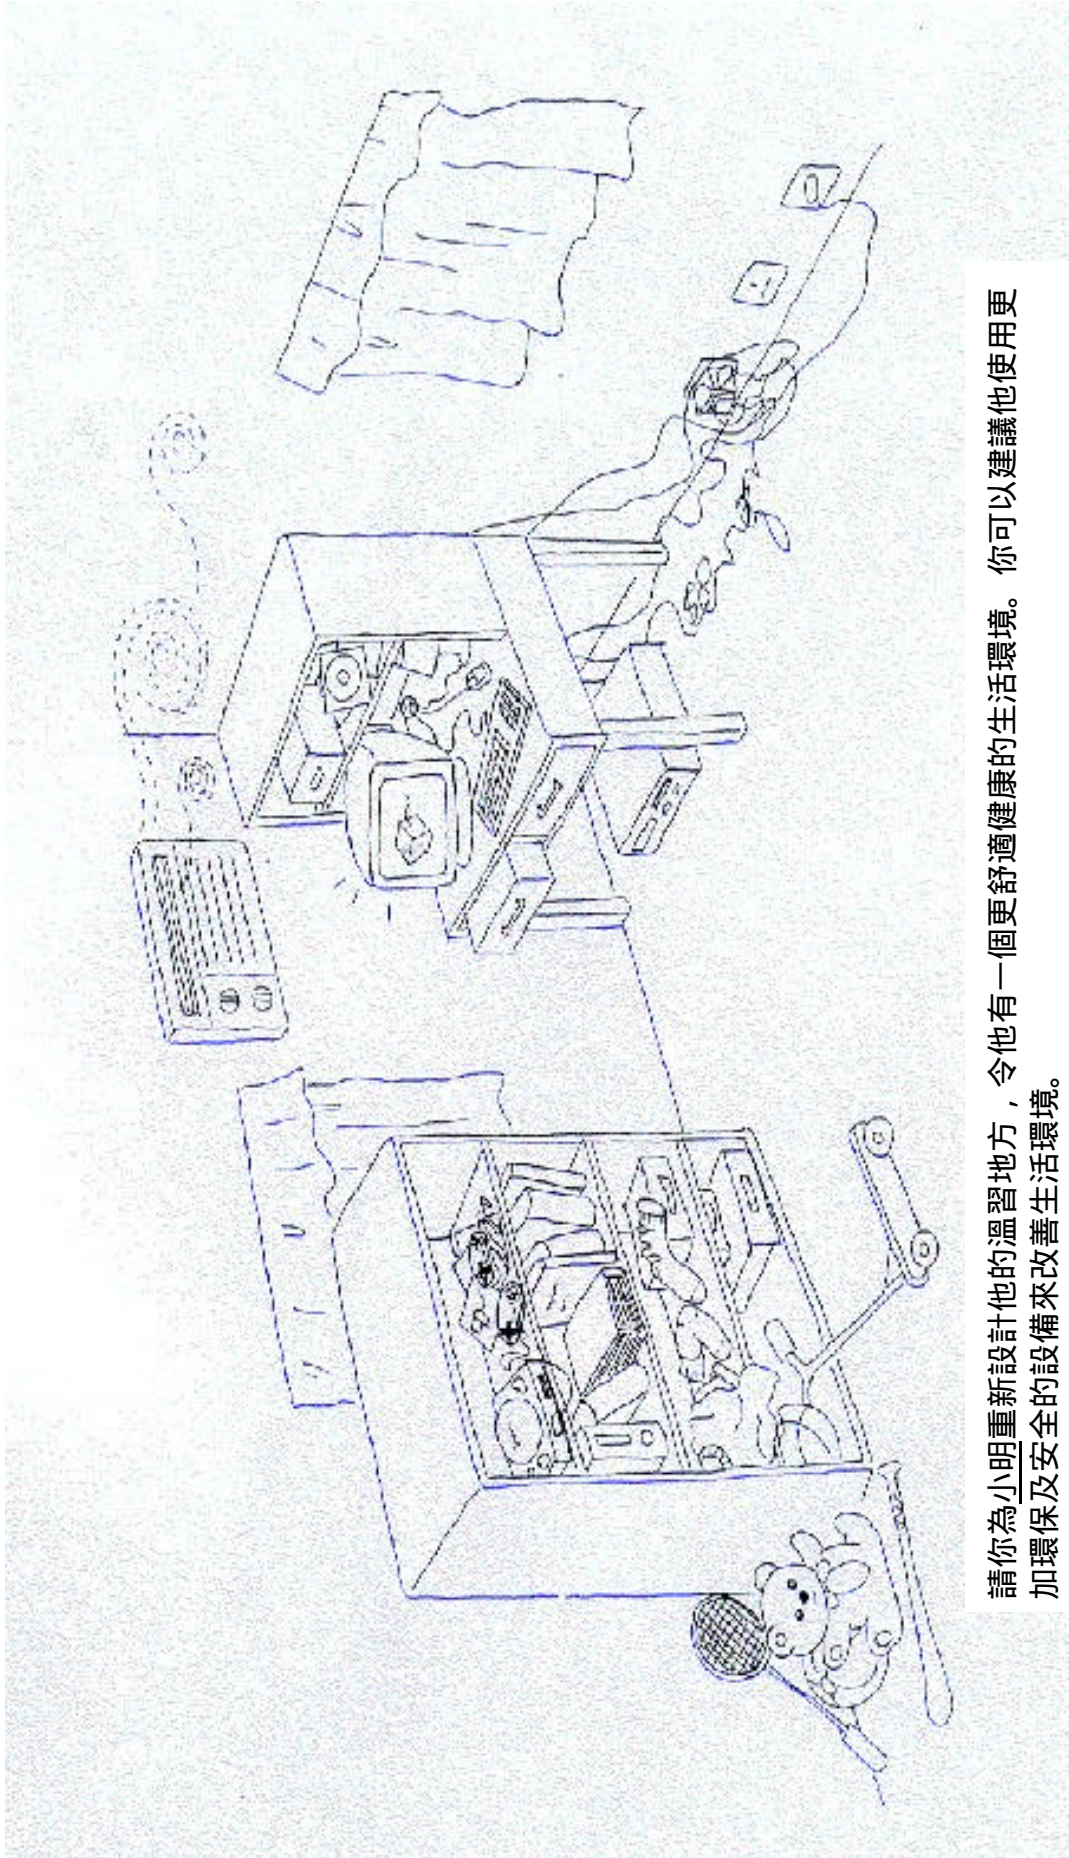 請你為小明重新設計他的溫習地方，令他有一個更舒適健康的生活環境。你可以建議他使用更
加環保及安全的設備來改善生活環境。